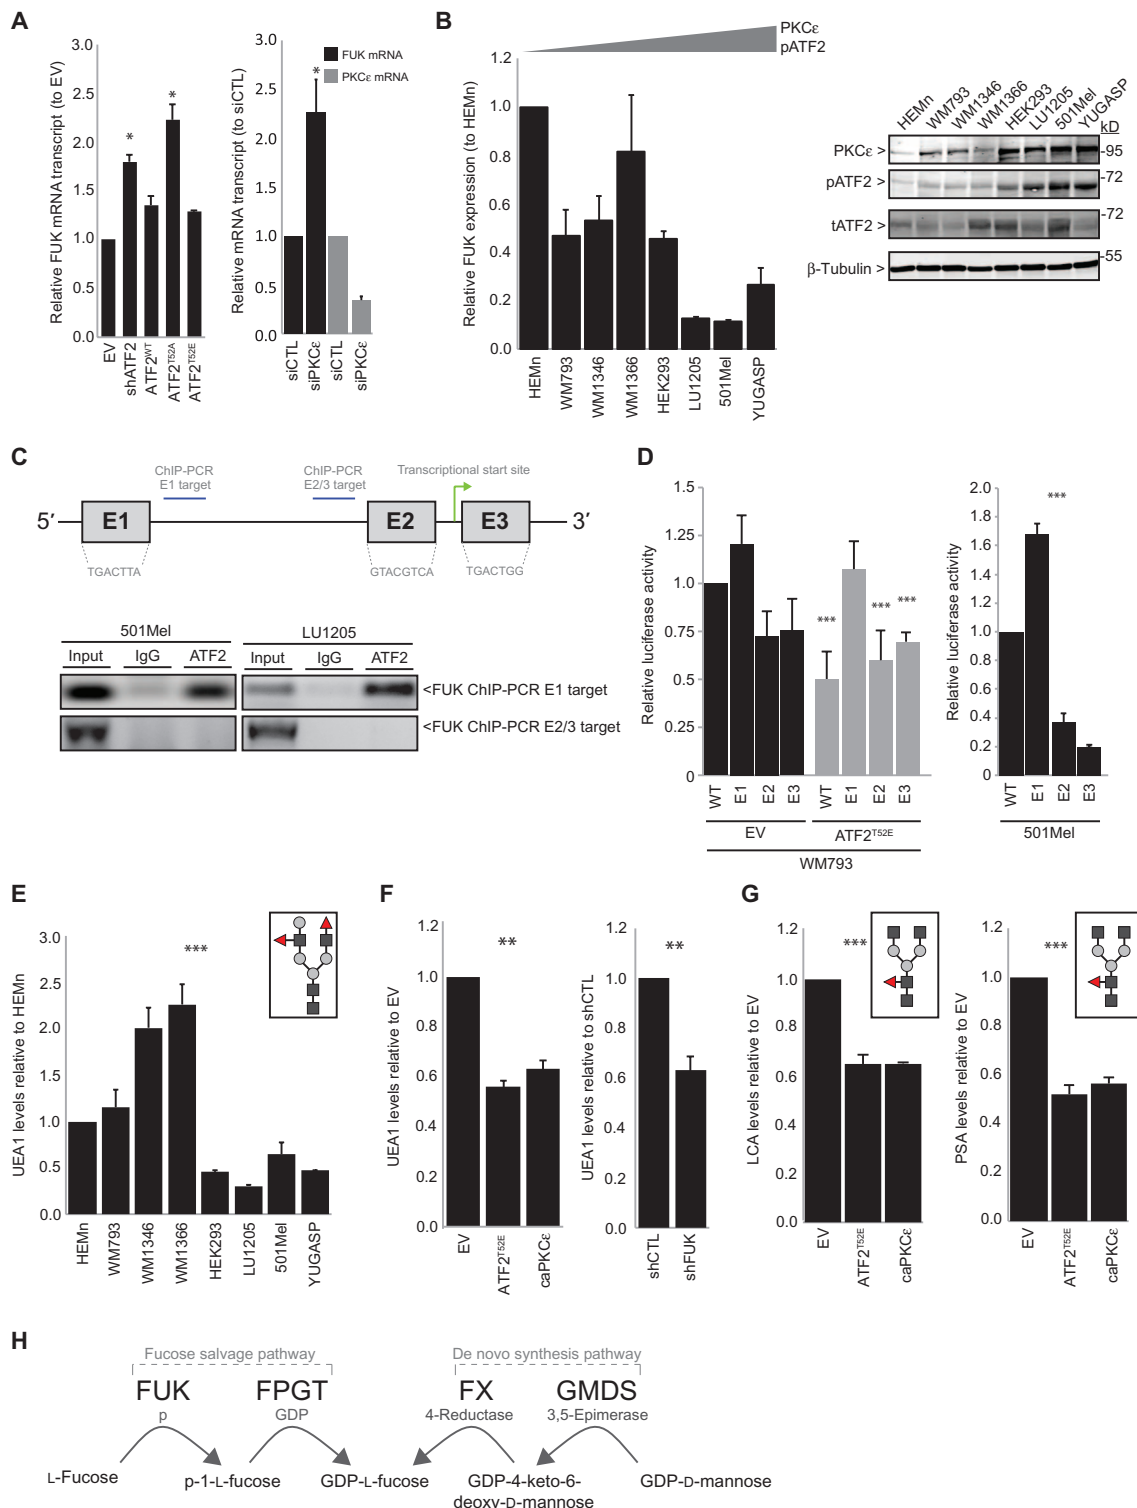 A
Relative FUK mRNA transcript (to EV)
3.0
2.5
2.0
1.5
1.0
0.5
0.0
*
*
EV
shATF2
ATF2WT
ATF2T52A
ATF2T52E
Relative mRNA transcript (to siCTL)
3.0
2.5
2.0
1.5
1.0
0.5
0.0
FUK mRNA
PKCε mRNA
*
siCTL
siPKCε
siCTL
siPKCε
B
PKCε
pATF2
Relative FUK expression (to HEMn)
1.2
1.0
0.8
0.6
0.4
0.2
0.0
HEMn
WM793
WM1346
WM1366
HEK293
LU1205
501Mel
YUGASP
HEMn
WM793
WM1346
WM1366
HEK293
LU1205
501Mel
YUGASP
kD
PKCε >
-95
pATF2 >
-72
tATF2 >
-72
β-Tubulin >
-55
C
ChIP-PCR
E1 target
ChIP-PCR
E2/3 target
Transcriptional start site
5′
E1
E2
E3
3′
TGACTTA
GTACGTCA
TGACTGG
501Mel
LU1205
Input
IgG
ATF2
Input
IgG
ATF2
<FUK ChIP-PCR E1 target
<FUK ChIP-PCR E2/3 target
D
Relative luciferase activity
1.5
1.25
1.0
0.75
0.5
0.25
0
***
***
***
WT
E1
E2
E3
WT
E1
E2
E3
EV
ATF2T52E
WM793
Relative luciferase activity
2.0
1.8
1.6
1.4
1.2
1.0
0.8
0.6
0.4
0.2
0
***
WT
E1
E2
E3
501Mel
E
UEA1 levels relative to HEMn
3.0
2.5
2.0
1.5
1.0
0.5
0.0
***
HEMn
WM793
WM1346
WM1366
HEK293
LU1205
501Mel
YUGASP
F
UEA1 levels relative to EV
1.2
1.0
0.8
0.6
0.4
0.2
0.0
**
EV
ATF2T52E
caPKCε
UEA1 levels relative to shCTL
1.2
1.0
0.8
0.6
0.4
0.2
0.0
**
shCTL
shFUK
G
LCA levels relative to EV
1.2
1.0
0.8
0.6
0.4
0.2
0.0
***
EV
ATF2T52E
caPKCε
PSA levels relative to EV
1.2
1.0
0.8
0.6
0.4
0.2
0.0
***
EV
ATF2T52E
caPKCε
H
Fucose salvage pathway
De novo synthesis pathway
FUK
FPGT
FX
GMDS
p
GDP
4-Reductase
3,5-Epimerase
L-Fucose
p-1-L-fucose
GDP-L-fucose
GDP-4-keto-6-
deoxy-D-mannose
GDP-D-mannose